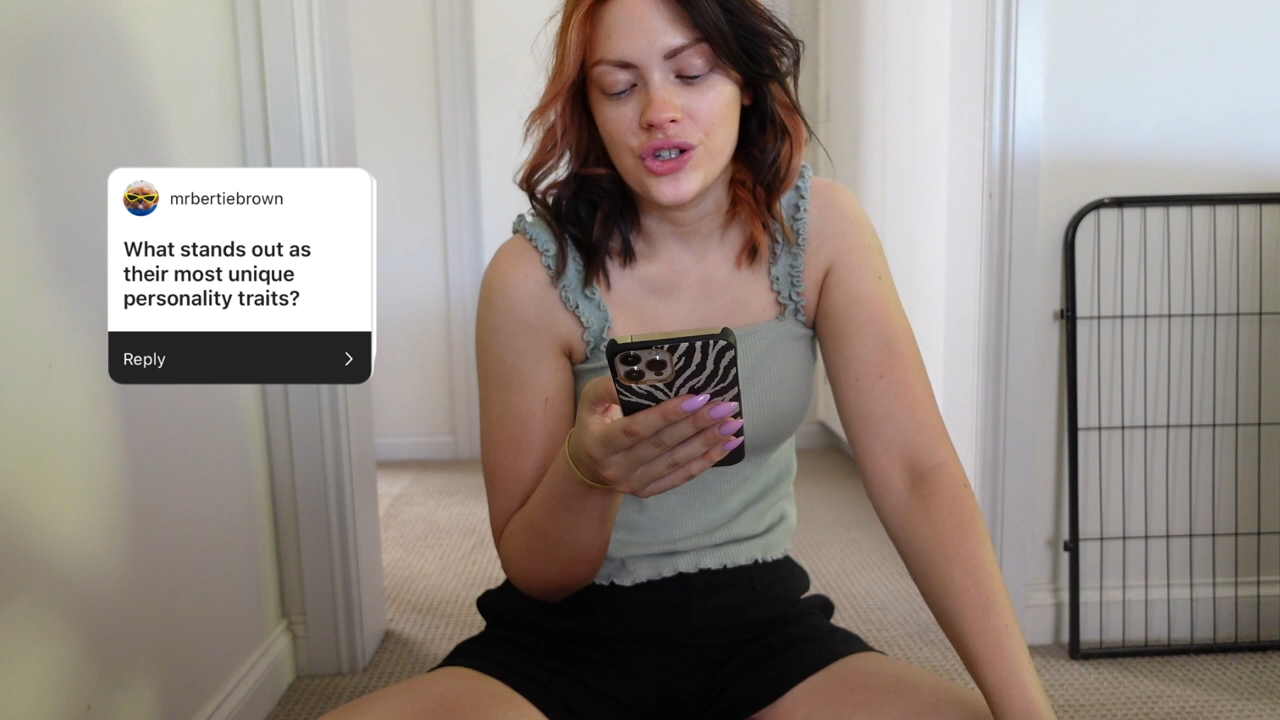 mrbertiebrown
What stands out as
their most unique
personality traits?
Reply